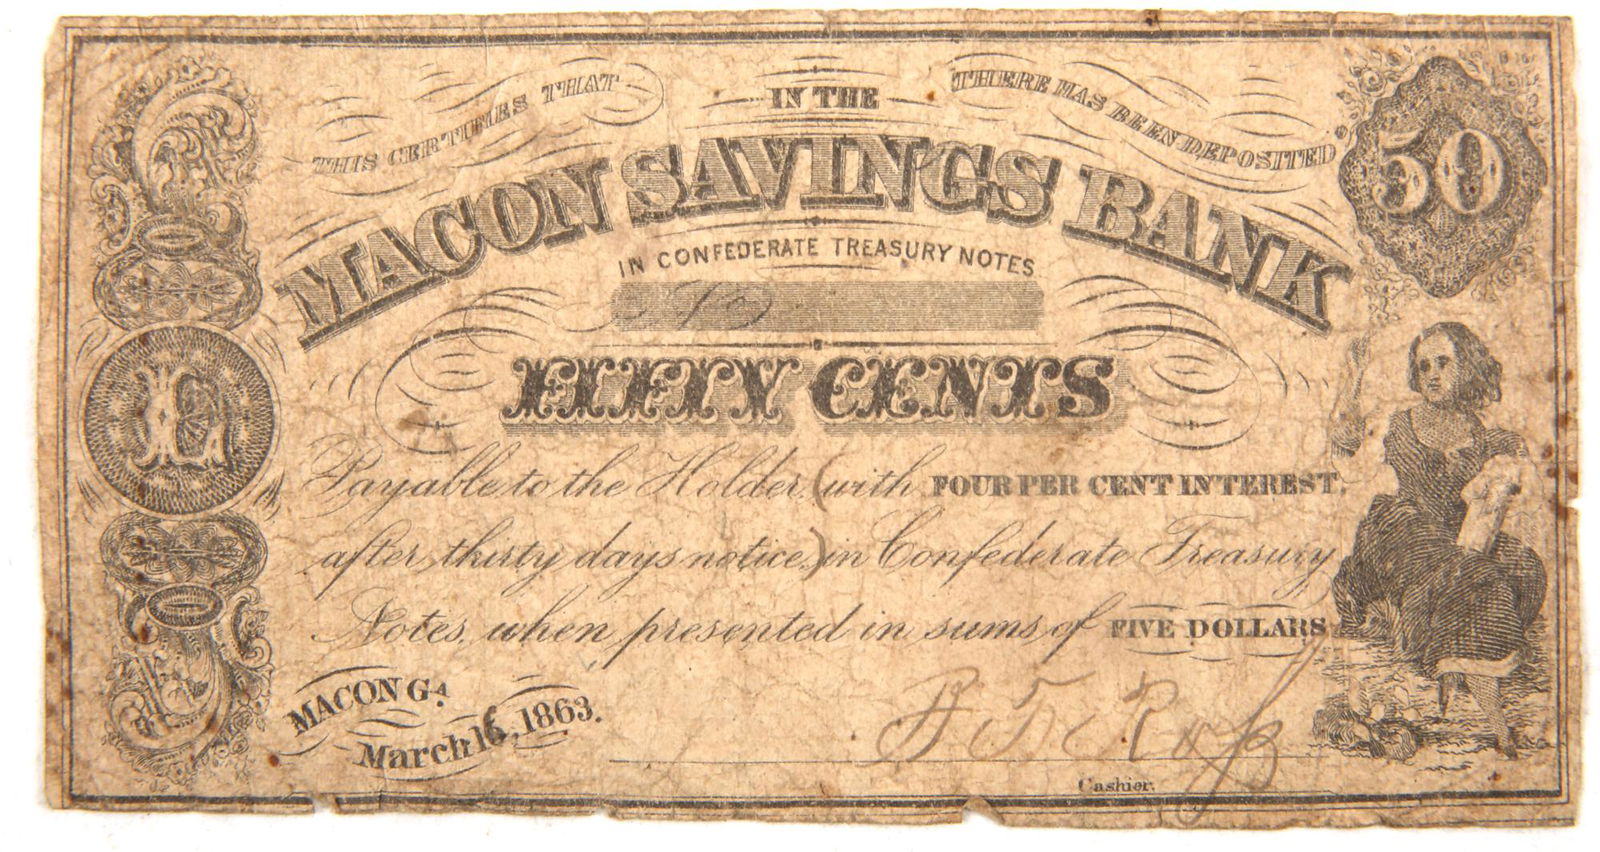 THIS CERTIFIES THAT THERE HAS BEEN DEPOSITED
IN THE
MACON SAVINGS BANK
50
IN CONFEDERATE TREASURY NOTES
FIFTY CENTS
L
Payable to the Holder, (with FOUR PER CENT INTEREST,
after thirty days notice,) in Confederate Treasury
Notes, when presented in sums of FIVE DOLLARS
MACON GA.
March 16, 1863.
Ross
Cashier.